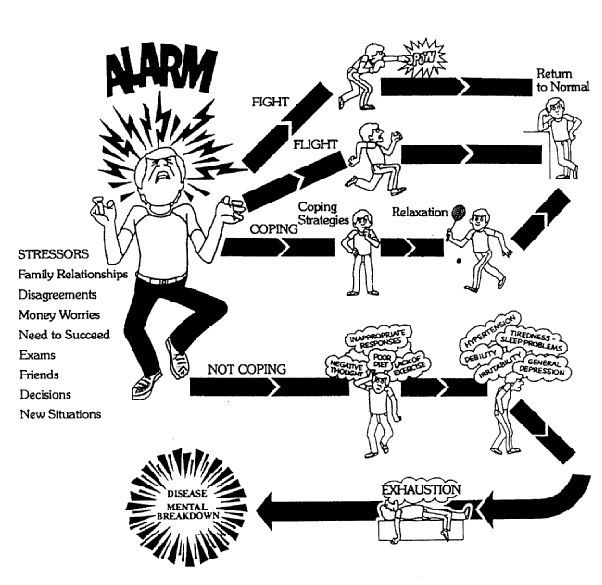 ALARM
FIGHT
POW
Return
to Normal
FLIGHT
Coping
Strategies
Relaxation
COPING
STRESSORS
Family Relationships
Disagreements
Money Worries
Need to Succeed
Exams
Friends
Decisions
New Situations
NOT COPING
INAPPROPRIATE
RESPONSES
NEGATIVE
THOUGHT
POOR
DIET
LACK OF
EXERCISE
HYPERTENSION
TIREDNESS-
SLEEP PROBLEMS
DEBILITY
IRRITABILITY
GENERAL
DEPRESSION
EXHAUSTION
DISEASE
MENTAL
BREAKDOWN